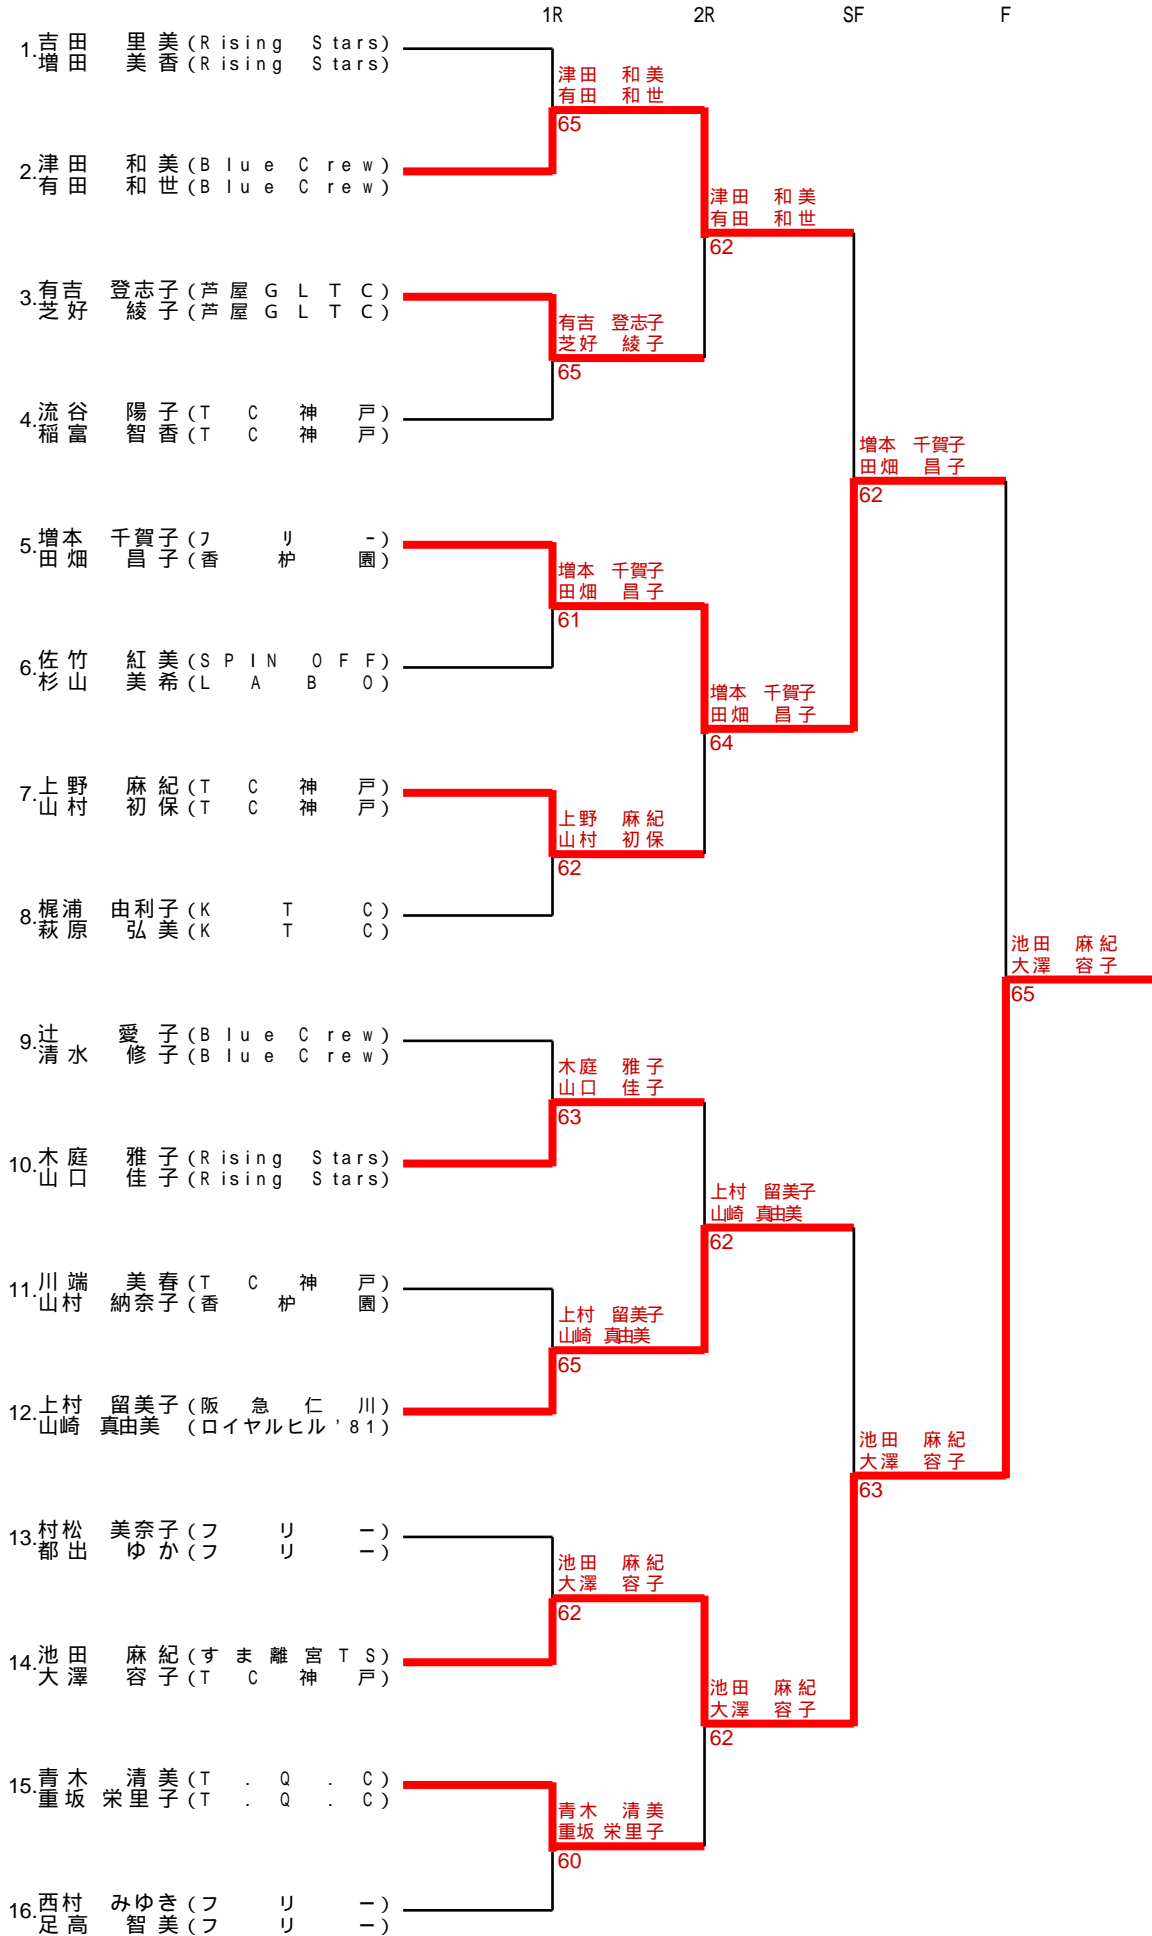 1R 2R SF F
1.吉田 里美(Rising Stars)
増田 美香(Rising Stars)
津田 和美
有田 和世
65
2.津田 和美(Blue Crew)
有田 和世(Blue Crew)
津田 和美
有田 和世
62
3.有吉 登志子(芦屋GLTC)
芝好 綾子(芦屋GLTC)
有吉 登志子
芝好 綾子
65
4.流谷 陽子(TC神戸)
稲富 智香(TC神戸)
増本 千賀子
田畑 昌子
62
5.増本 千賀子(フリ-)
田畑 昌子(香枦園)
増本 千賀子
田畑 昌子
61
6.佐竹 紅美(SPIN OFF)
杉山 美希(LABO)
増本 千賀子
田畑 昌子
64
7.上野 麻紀(TC神戸)
山村 初保(TC神戸)
上野 麻紀
山村 初保
62
8.梶浦 由利子(KTC)
萩原 弘美(KTC)
池田 麻紀
大澤 容子
65
9.辻 愛子(Blue Crew)
清水 修子(Blue Crew)
木庭 雅子
山口 佳子
63
10.木庭 雅子(Rising Stars)
山口 佳子(Rising Stars)
上村 留美子
山崎 真由美
62
11.川端 美春(TC神戸)
山村 納奈子(香枦園)
上村 留美子
山崎 真由美
65
12.上村 留美子(阪急仁川)
山崎 真由美(ロイヤルヒル'81)
池田 麻紀
大澤 容子
63
13.村松 美奈子(フリー)
都出 ゆか(フリー)
池田 麻紀
大澤 容子
62
14.池田 麻紀(すま離宮TS)
大澤 容子(TC神戸)
池田 麻紀
大澤 容子
62
15.青木 清美(T.Q.C)
重坂 栄里子(T.Q.C)
青木 清美
重坂 栄里子
60
16.西村 みゆき(フリー)
足高 智美(フリー)